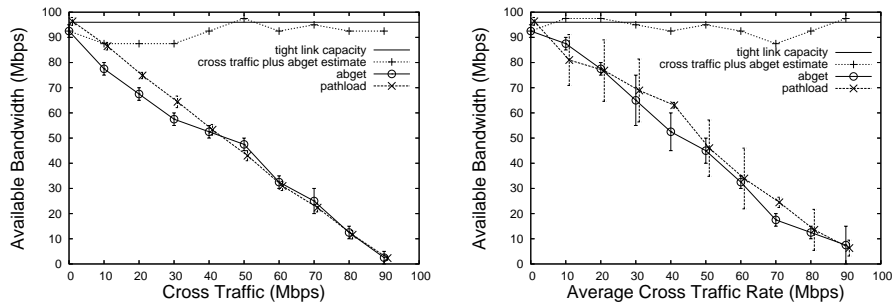 100
90
80
70
60
50
40
30
20
10
0
Available Bandwidth (Mbps)
tight link capacity
cross traffic plus abget estimate
abget
pathload
0 10 20 30 40 50 60 70 80 90 100
Cross Traffic (Mbps)
100
90
80
70
60
50
40
30
20
10
0
Available Bandwidth (Mbps)
tight link capacity
cross traffic plus abget estimate
abget
pathload
0 10 20 30 40 50 60 70 80 90 100
Average Cross Traffic Rate (Mbps)